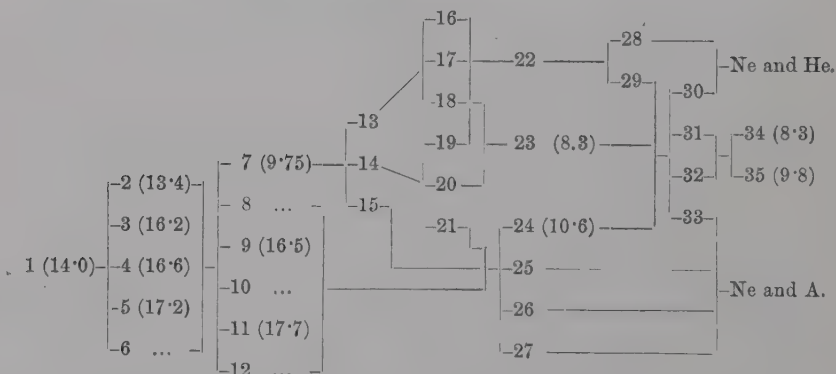 -16-
-28
-17- -22 -Ne and He.
-29 -30-
-18-
-13 -31- -34 (8·3)
-19- -23 (8.3)
-7 (9·75) -14 -32- -35 (9·8)
-2 (13·4)- -20
-8 ... -15 -33
-3 (16·2) -21 -24 (10·6)
-9 (16·5)
1 (14·0)- -4 (16·6) -25
-10 ... -Ne and A.
-5 (17·2) -26
-11 (17·7)
-6 ... -27
-12 ...